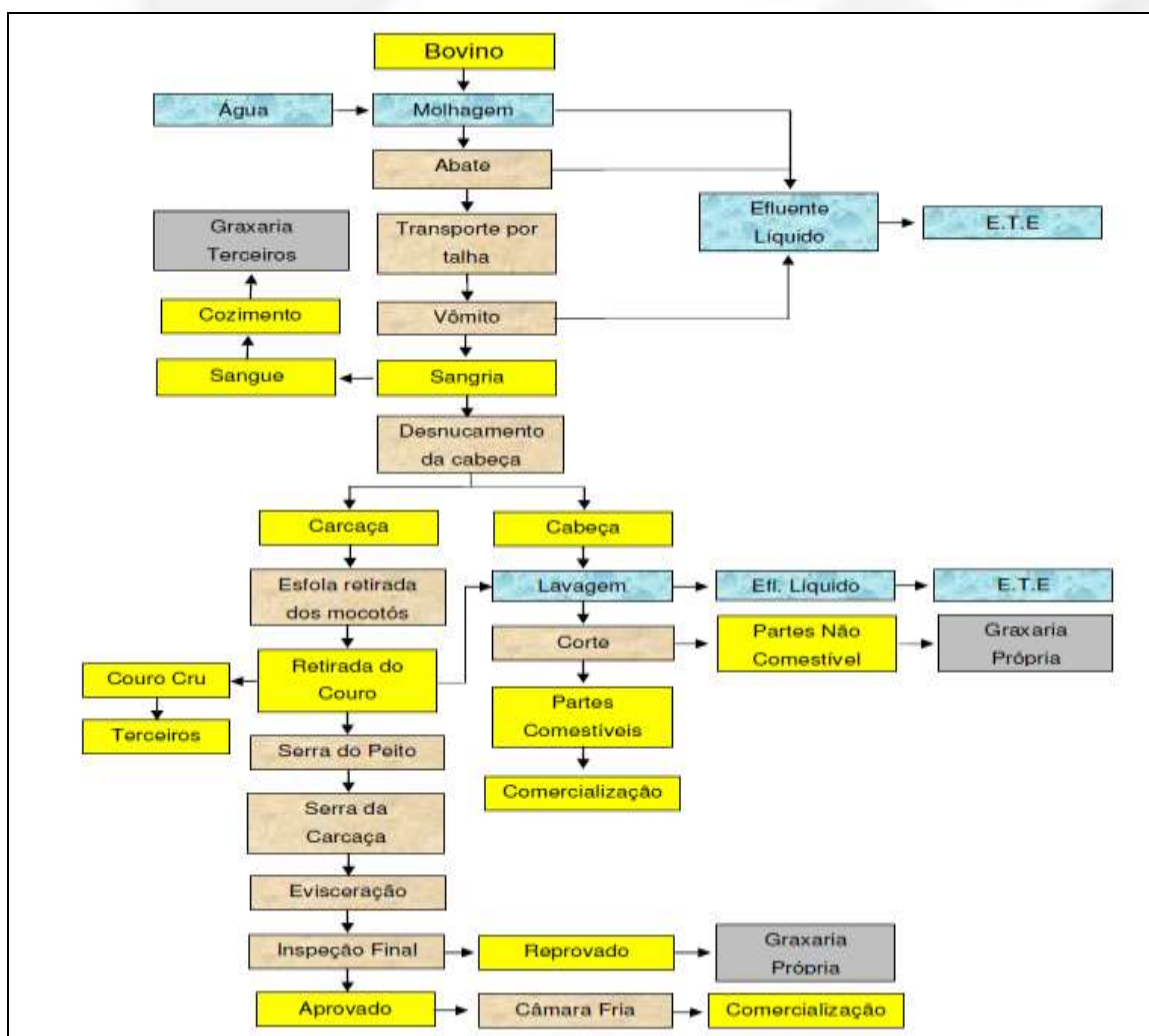 Bovino
Água
Molhagem
Abate
Efluente
Líquido
E.T.E
Graxaria
Terceiros
Transporte por
talha
Cozimento
Vômito
Sangue
Sangria
Desnucamento
da cabeça
Carcaça
Cabeça
Esfola retirada
dos mocotós
Lavagem
Efl. Líquido
E.T.E
Corte
Partes Não
Comestível
Graxaria
Própria
Couro Cru
Retirada do
Couro
Partes
Comestíveis
Terceiros
Serra do Peito
Comercialização
Serra da
Carcaça
Evisceração
Inspeção Final
Reprovado
Graxaria
Própria
Aprovado
Câmara Fria
Comercialização